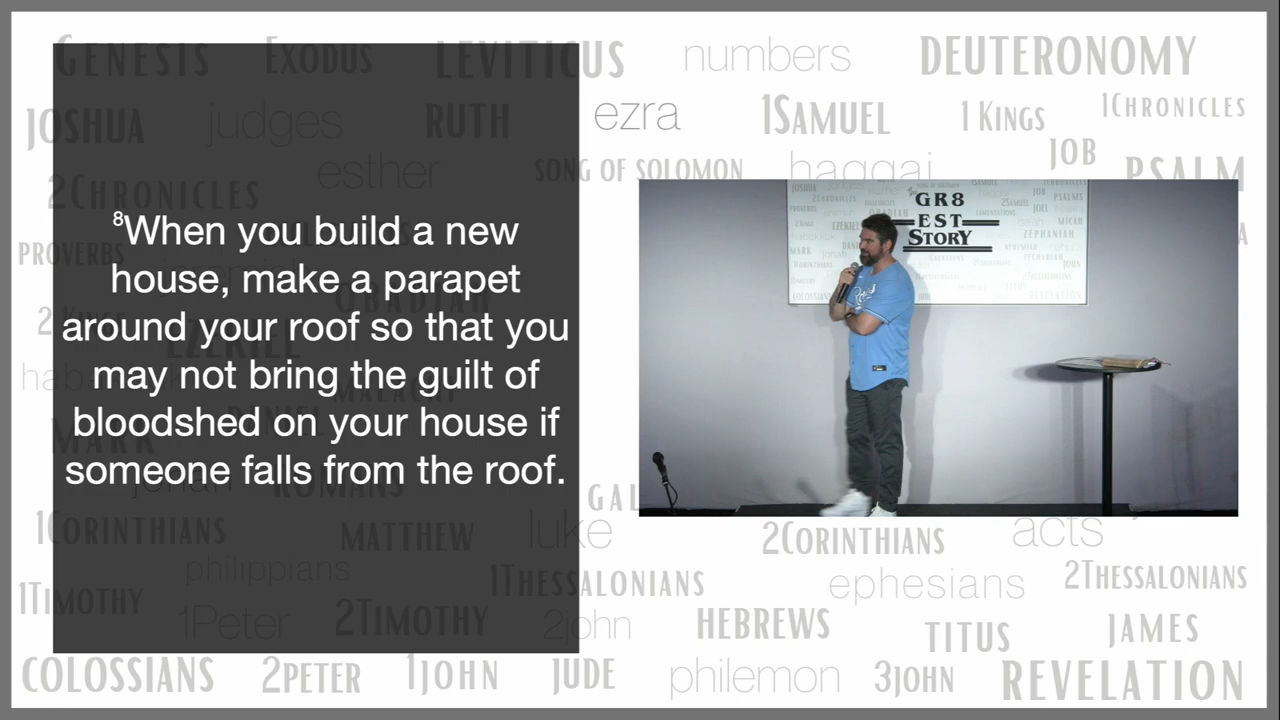 GENESIS EXODUS LEVITICUS numbers DEUTERONOMY
JOSHUA judges RUTH ezra 1SAMUEL 1 KINGS 1CHRONICLES
esther SONG OF SOLOMON haggai JOB PSALM
2CHRONICLES
PROVERBS
8When you build a new
house, make a parapet
around your roof so that you
may not bring the guilt of
bloodshed on your house if
someone falls from the roof.
GR8
EST
STORY
OBADIAH
EZEKIEL
MALACHI
DANIEL
MARK
jonah ROMANS
1CORINTHIANS MATTHEW luke 2CORINTHIANS acts
philippians 1THESSALONIANS ephesians 2THESSALONIANS
1TIMOTHY 1Peter 2TIMOTHY 2john HEBREWS TITUS JAMES
COLOSSIANS 2PETER 1JOHN JUDE philemon 3JOHN REVELATION